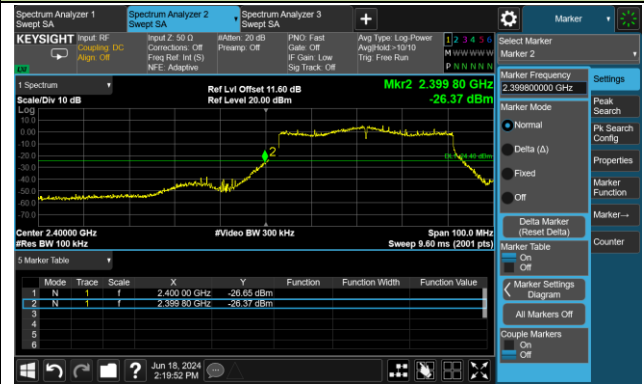 Spectrum Analyzer 1
Swept SA
Spectrum Analyzer 2
Swept SA
Spectrum Analyzer 3
Swept SA
+
Marker
KEYSIGHT
Input: RF
Coupling: DC
Align: Off
Input Z: 50 Ω
Corrections: Off
Freq Ref: Int (S)
NFE: Adaptive
#Atten: 20 dB
Preamp: Off
PNO: Fast
Gate: Off
IF Gain: Low
Sig Track: Off
Avg Type: Log-Power
Avg|Hold:>10/10
Trig: Free Run
1 2 3 4 5 6
M W W W W W
P N N N N N
LXI
Select Marker
Marker 2
1 Spectrum
Scale/Div 10 dB
Ref Lvl Offset 11.60 dB
Ref Level 20.00 dBm
Mkr2 2.399 80 GHz
-26.37 dBm
Log
10.0
0.00
-10.0
-20.0
-30.0
-40.0
-50.0
-60.0
-70.0
2
Center 2.40000 GHz
#Res BW 100 kHz
#Video BW 300 kHz
Span 100.0 MHz
Sweep 9.60 ms (2001 pts)
5 Marker Table
Mode Trace Scale X Y Function Function Width Function Value
1 N 1 f 2.400 00 GHz -26.65 dBm
2 N 1 f 2.399 80 GHz -26.37 dBm
3
4
5
6
Marker Frequency
2.399800000 GHz
Marker Mode
Normal
Delta (Δ)
Fixed
Off
Delta Marker
(Reset Delta)
Marker Table
On
Off
Marker Settings
Diagram
All Markers Off
Couple Markers
On
Off
Settings
Peak
Search
Pk Search
Config
Properties
Marker
Function
Marker→
Counter
?
Jun 18, 2024
2:19:52 PM